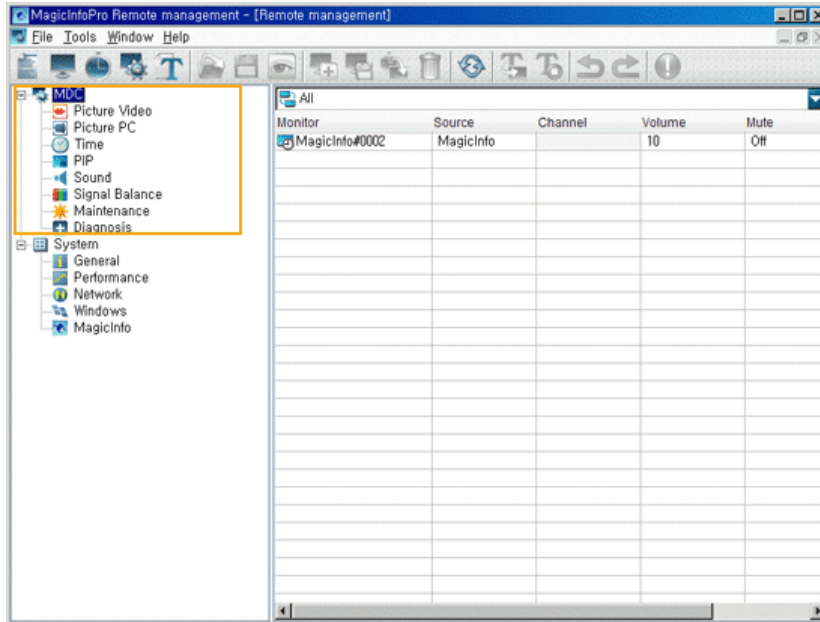 MagicInfoPro Remote management - [Remote management]
File Tools Window Help
MDC
Picture Video
Picture PC
Time
PIP
Sound
Signal Balance
Maintenance
Diagnosis
System
General
Performance
Network
Windows
MagicInfo
All
Monitor Source Channel Volume Mute
MagicInfo#0002 MagicInfo 10 Off